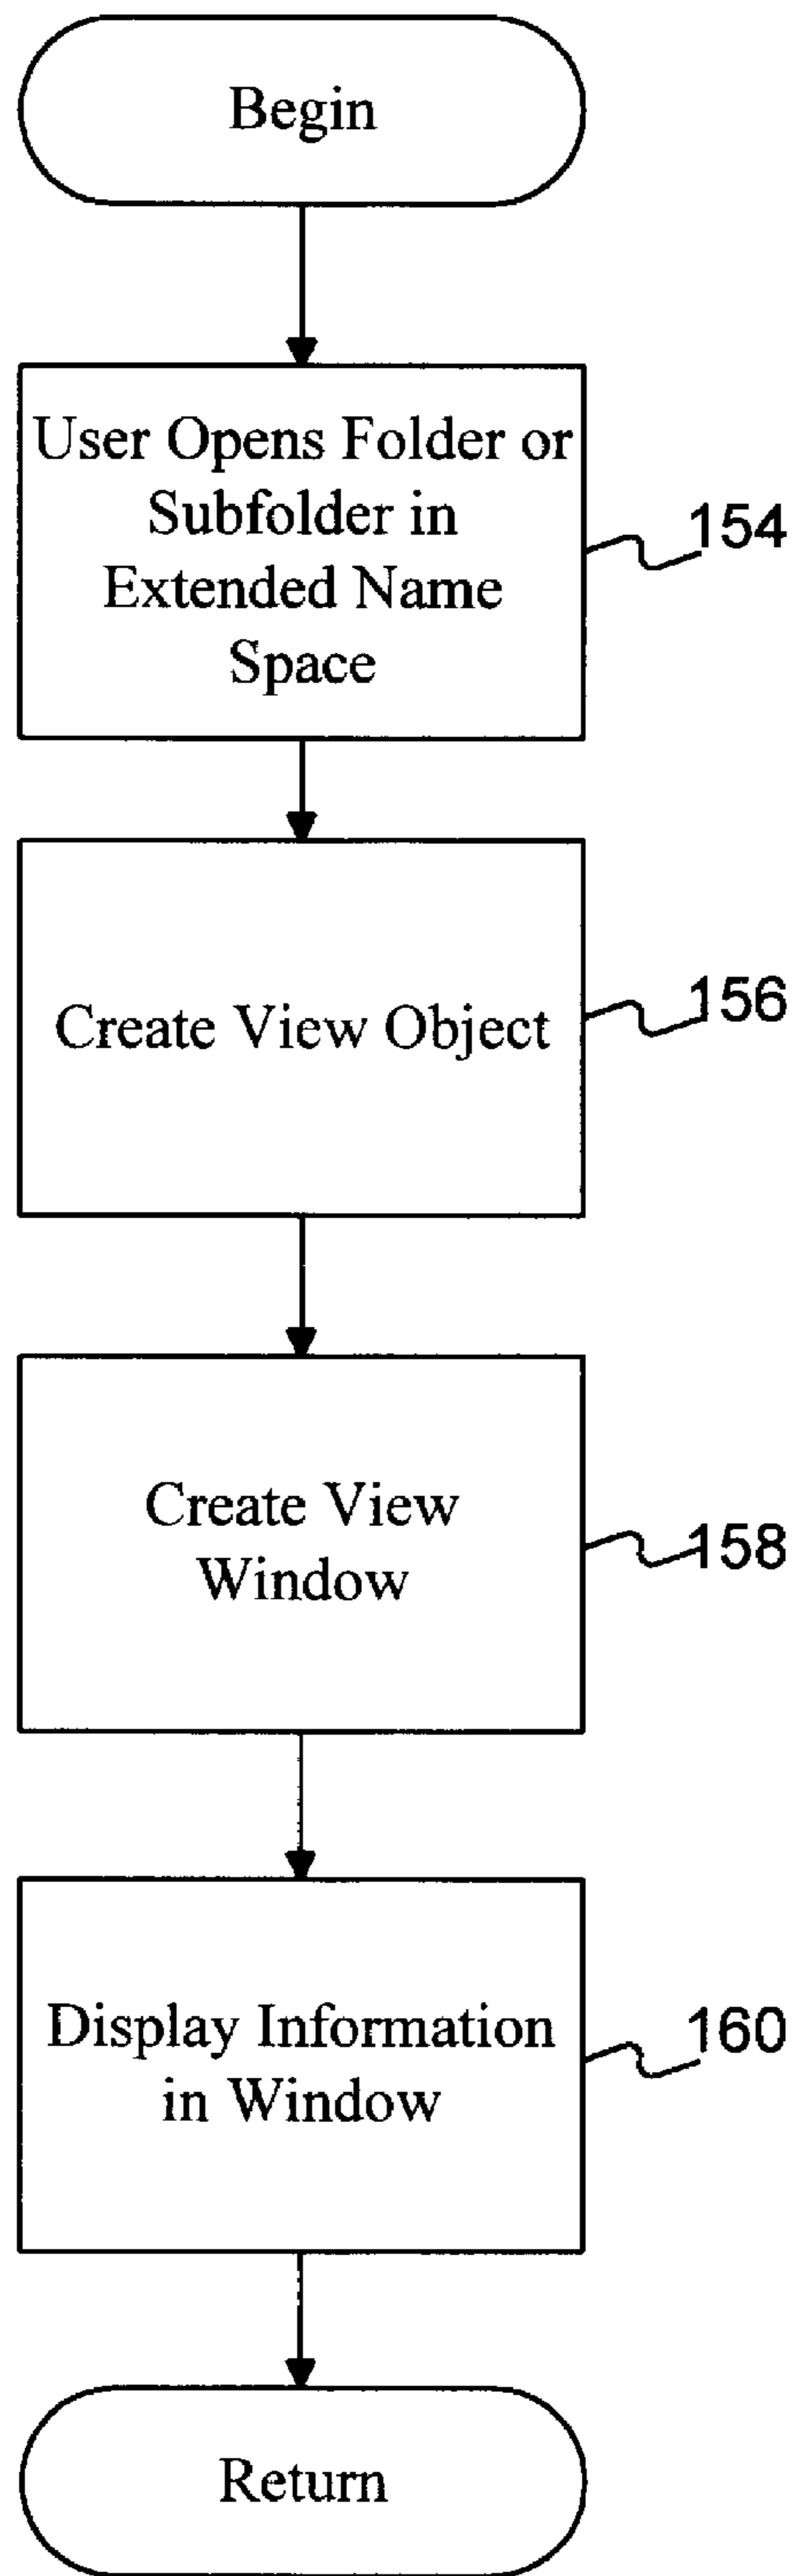 Begin
User Opens Folder or
Subfolder in
Extended Name
Space
154
Create View Object
156
Create View
Window
158
Display Information
in Window
160
Return